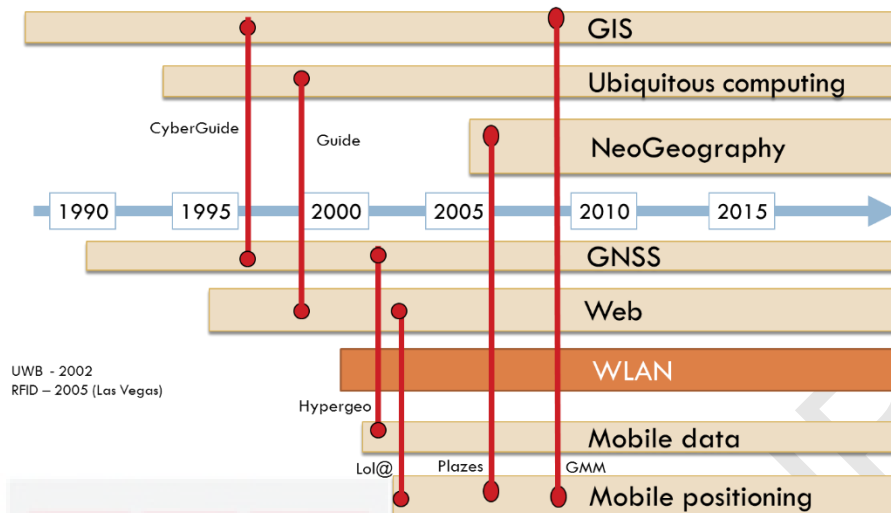 GIS
Ubiquitous computing
CyberGuide
Guide
NeoGeography
1990
1995
2000
2005
2010
2015
GNSS
Web
UWB - 2002
RFID – 2005 (Las Vegas)
WLAN
Hypergeo
Mobile data
Lol@
Plazes
GMM
Mobile positioning